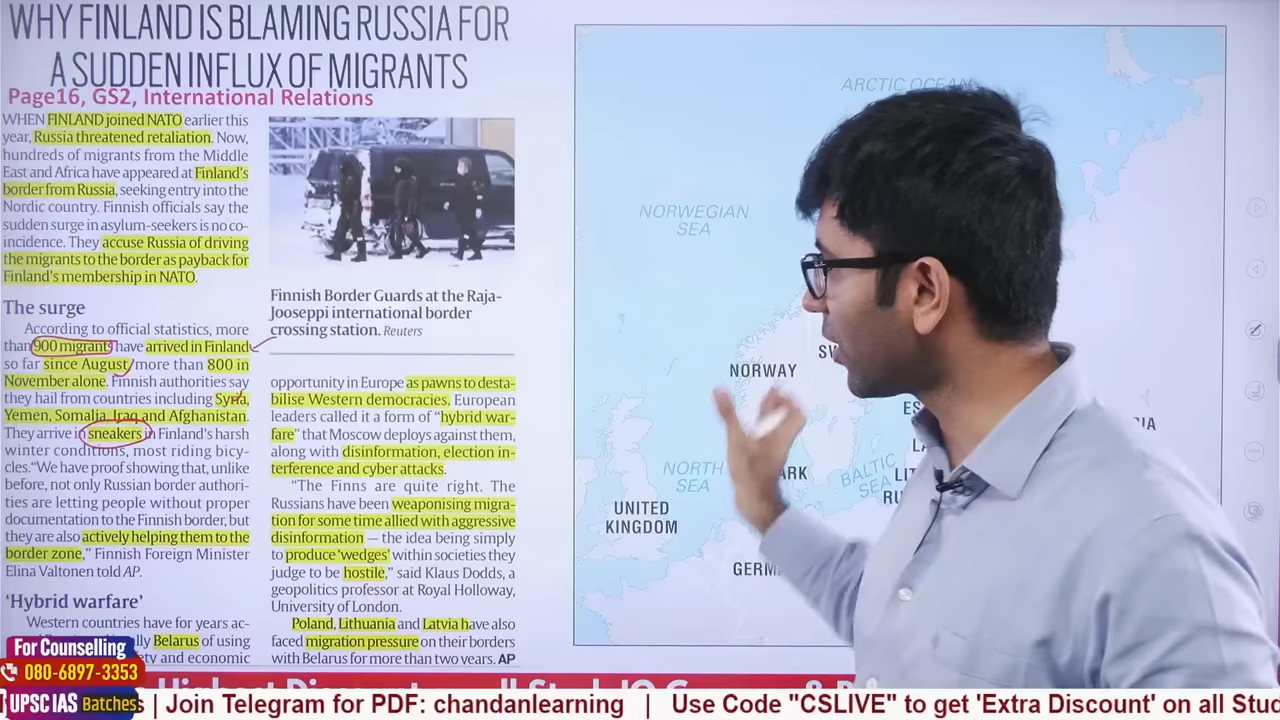 WHY FINLAND IS BLAMING RUSSIA FOR
A SUDDEN INFLUX OF MIGRANTS
Page16, GS2, International Relations
WHEN FINLAND joined NATO earlier this
year, Russia threatened retaliation. Now,
hundreds of migrants from the Middle
East and Africa have appeared at Finland's
border from Russia, seeking entry into the
Nordic country. Finnish officials say the
sudden surge in asylum-seekers is no co-
incidence. They accuse Russia of driving
the migrants to the border as payback for
Finland's membership in NATO.
The surge
According to official statistics, more
than 900 migrants have arrived in Finland
so far since August, more than 800 in
November alone. Finnish authorities say
they hail from countries including Syria,
Yemen, Somalia, Iraq and Afghanistan.
They arrive in sneakers in Finland's harsh
winter conditions, most riding bicy-
cles."We have proof showing that, unlike
before, not only Russian border authori-
ties are letting people without proper
documentation to the Finnish border, but
they are also actively helping them to the
border zone," Finnish Foreign Minister
Elina Valtonen told AP.
'Hybrid warfare'
Western countries have for years ac-
Belarus of using
and economic
Finnish Border Guards at the Raja-
Jooseppi international border
crossing station. Reuters
opportunity in Europe as pawns to desta-
bilise Western democracies. European
leaders called it a form of "hybrid war-
fare" that Moscow deploys against them,
along with disinformation, election in-
terference and cyber attacks.
"The Finns are quite right. The
Russians have been weaponising migra-
tion for some time allied with aggressive
disinformation — the idea being simply
to produce 'wedges' within societies they
judge to be hostile," said Klaus Dodds, a
geopolitics professor at Royal Holloway,
University of London.
Poland, Lithuania and Latvia have also
faced migration pressure on their borders
with Belarus for more than two years. AP
ARCTIC OCEAN
NORWEGIAN
SEA
NORWAY
SW
ES
LA
LIT
RU
IA
NORTH
SEA
ARK
BALTIC
SEA
UNITED
KINGDOM
GERM
For Counselling
080-6897-3353
UPSC IAS Batches
| Join Telegram for PDF: chandanlearning | Use Code "CSLIVE" to get 'Extra Discount' on all Stud